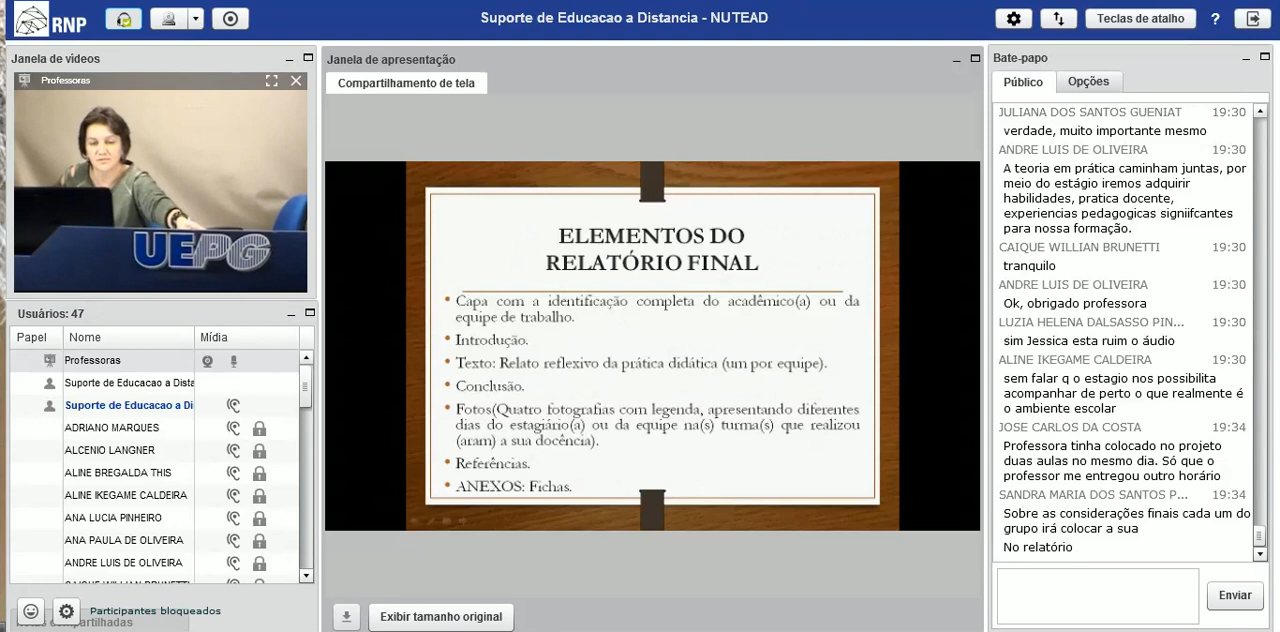 RNP
Suporte de Educacao a Distancia - NUTEAD
Teclas de atalho
?
Janela de videos
Professoras
UEPG
Usuários: 47
Papel Nome Mídia
Professoras
Suporte de Educacao a Dista
Suporte de Educacao a Di
ADRIANO MARQUES
ALCENIO LANGNER
ALINE BREGALDA THIS
ALINE IKEGAME CALDEIRA
ANA LUCIA PINHEIRO
ANA PAULA DE OLIVEIRA
ANDRE LUIS DE OLIVEIRA
CAIQUE WILLIAN BRUNETTI
Participantes bloqueados
Notas compartilhadas
Janela de apresentação
Compartilhamento de tela
ELEMENTOS DO
RELATÓRIO FINAL
• Capa com a identificação completa do acadêmico(a) ou da
equipe de trabalho.
• Introdução.
• Texto: Relato reflexivo da prática didática (um por equipe).
• Conclusão.
• Fotos(Quatro fotografias com legenda, apresentando diferentes
dias do estagiário(a) ou da equipe na(s) turma(s) que realizou
(aram) a sua docência).
• Referências.
• ANEXOS: Fichas.
Exibir tamanho original
Bate-papo
Público Opções
JULIANA DOS SANTOS GUENIAT 19:30
verdade, muito importante mesmo
ANDRE LUIS DE OLIVEIRA 19:30
A teoria em prática caminham juntas, por
meio do estágio iremos adquirir
habilidades, pratica docente,
experiencias pedagogicas signiifcantes
para nossa formação.
CAIQUE WILLIAN BRUNETTI 19:30
tranquilo
ANDRE LUIS DE OLIVEIRA 19:30
Ok, obrigado professora
LUZIA HELENA DALSASSO PIN... 19:30
sim Jessica esta ruim o áudio
ALINE IKEGAME CALDEIRA 19:30
sem falar q o estagio nos possibilita
acompanhar de perto o que realmente é
o ambiente escolar
JOSE CARLOS DA COSTA 19:34
Professora tinha colocado no projeto
duas aulas no mesmo dia. Só que o
professor me entregou outro horário
SANDRA MARIA DOS SANTOS P... 19:34
Sobre as considerações finais cada um do
grupo irá colocar a sua
No relatório
Enviar